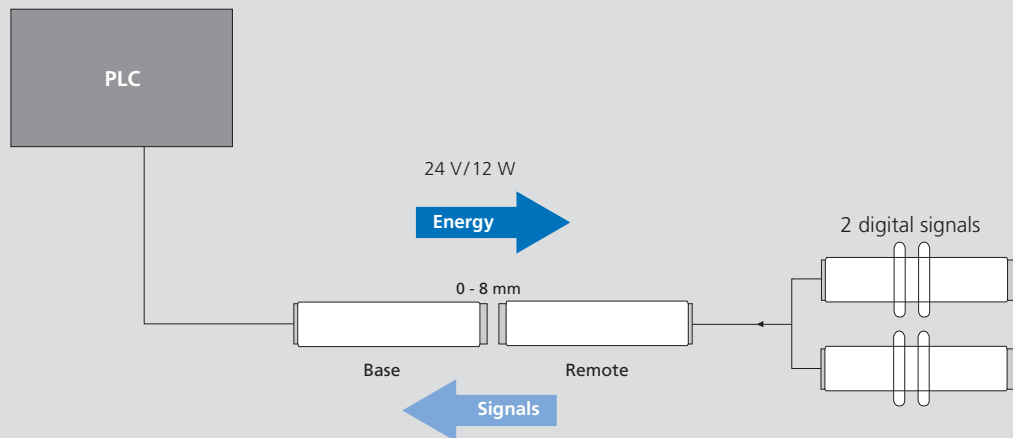 PLC
24 V/12 W
Energy
2 digital signals
0 - 8 mm
Base
Remote
Signals